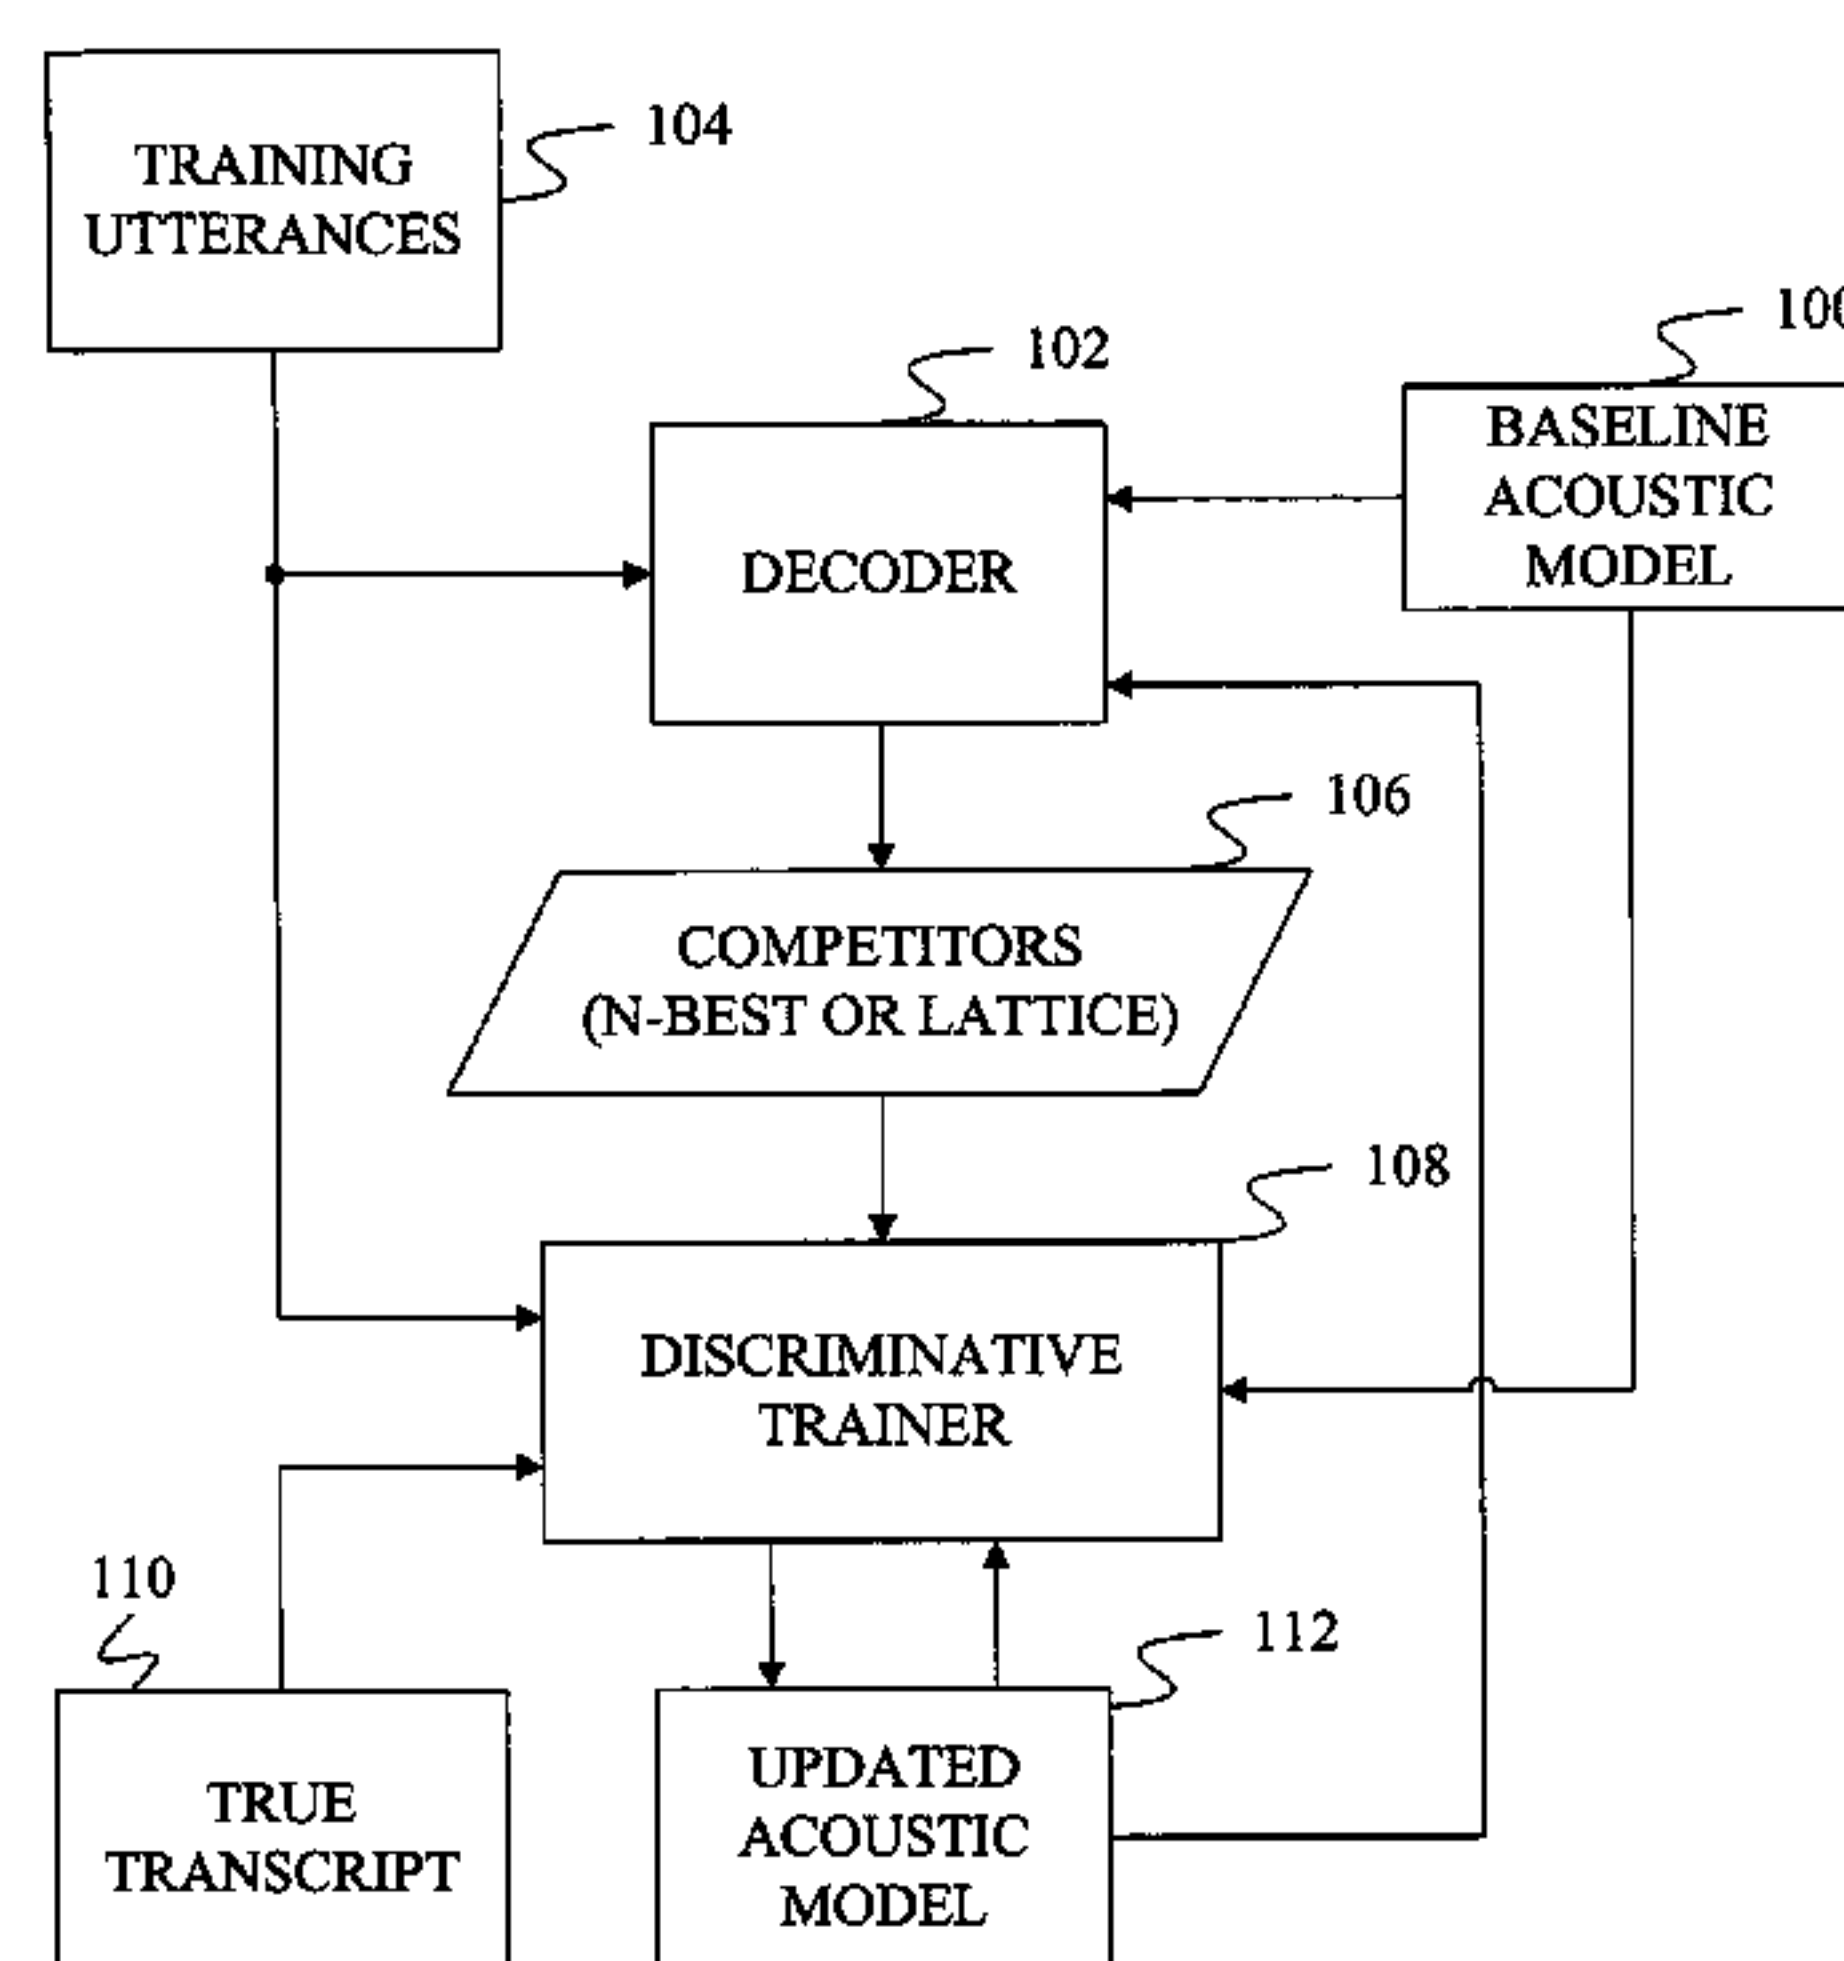 104
TRAINING
UTTERANCES
102
100
BASELINE
ACOUSTIC
MODEL
DECODER
106
COMPETITORS
(N-BEST OR LATTICE)
108
DISCRIMINATIVE
TRAINER
110
112
TRUE
TRANSCRIPT
UPDATED
ACOUSTIC
MODEL